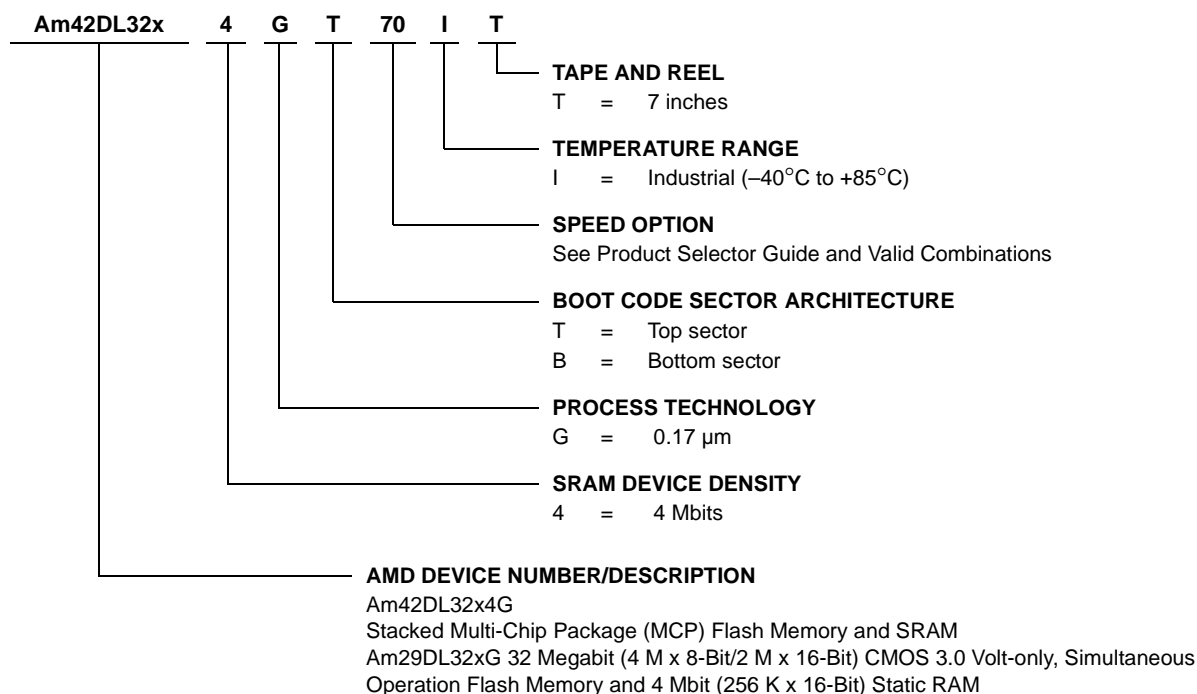 Am42DL32x 4 G T 70 I T
TAPE AND REEL
T = 7 inches
TEMPERATURE RANGE
I = Industrial (–40°C to +85°C)
SPEED OPTION
See Product Selector Guide and Valid Combinations
BOOT CODE SECTOR ARCHITECTURE
T = Top sector
B = Bottom sector
PROCESS TECHNOLOGY
G = 0.17 µm
SRAM DEVICE DENSITY
4 = 4 Mbits
AMD DEVICE NUMBER/DESCRIPTION
Am42DL32x4G
Stacked Multi-Chip Package (MCP) Flash Memory and SRAM
Am29DL32xG 32 Megabit (4 M x 8-Bit/2 M x 16-Bit) CMOS 3.0 Volt-only, Simultaneous
Operation Flash Memory and 4 Mbit (256 K x 16-Bit) Static RAM